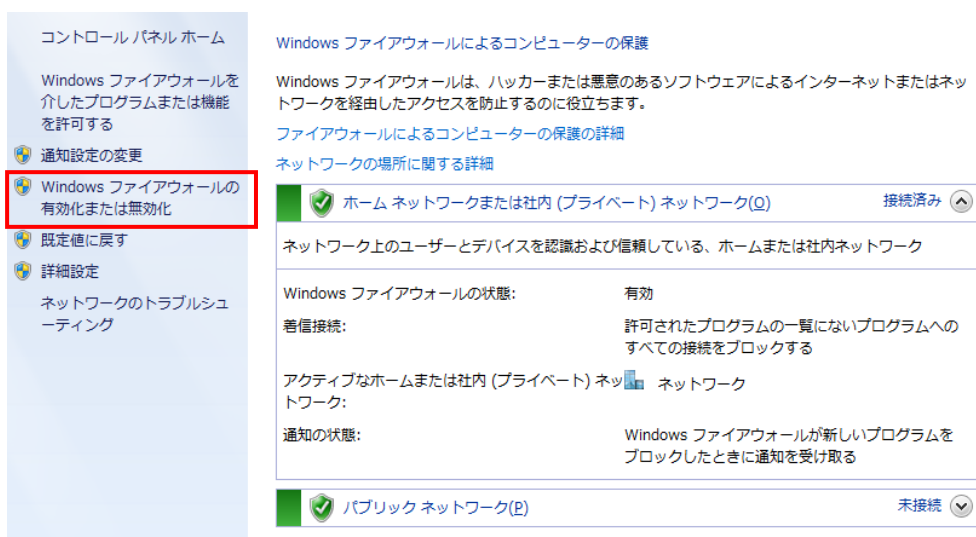 コントロール パネル ホーム
Windows ファイアウォールを
介したプログラムまたは機能
を許可する
通知設定の変更
Windows ファイアウォールの
有効化または無効化
既定値に戻す
詳細設定
ネットワークのトラブルシュ
ーティング
Windows ファイアウォールによるコンピューターの保護
Windows ファイアウォールは、ハッカーまたは悪意のあるソフトウェアによるインターネットまたはネッ
トワークを経由したアクセスを防止するのに役立ちます。
ファイアウォールによるコンピューターの保護の詳細
ネットワークの場所に関する詳細
ホーム ネットワークまたは社内 (プライベート) ネットワーク(O) 接続済み
ネットワーク上のユーザーとデバイスを認識および信頼している、ホームまたは社内ネットワーク
Windows ファイアウォールの状態: 有効
着信接続: 許可されたプログラムの一覧にないプログラムへの
すべての接続をブロックする
アクティブなホームまたは社内 (プライベート) ネッ ネットワーク
トワーク:
通知の状態: Windows ファイアウォールが新しいプログラムを
ブロックしたときに通知を受け取る
パブリック ネットワーク(P) 未接続